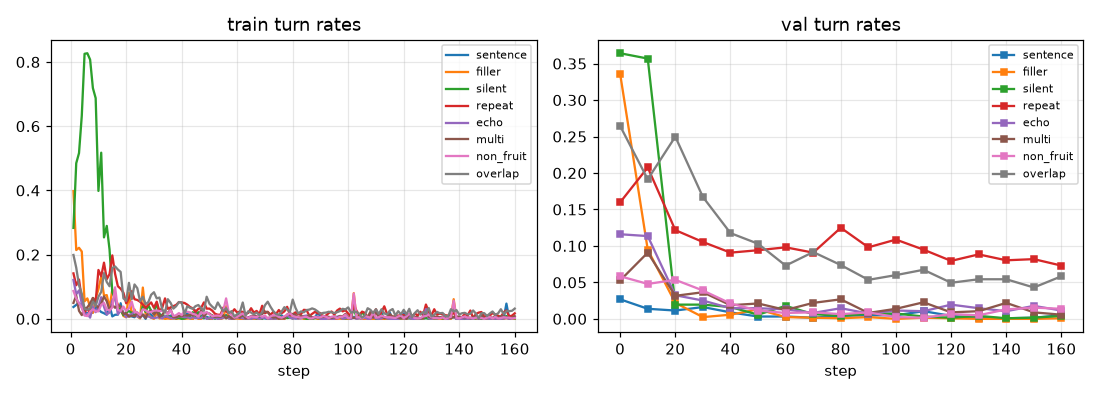 train turn rates
0.8
0.6
0.4
0.2
0.0
0 20 40 60 80 100 120 140 160
step
sentence
filler
silent
repeat
echo
multi
non_fruit
overlap
val turn rates
0.35
0.30
0.25
0.20
0.15
0.10
0.05
0.00
0 20 40 60 80 100 120 140 160
step
sentence
filler
silent
repeat
echo
multi
non_fruit
overlap